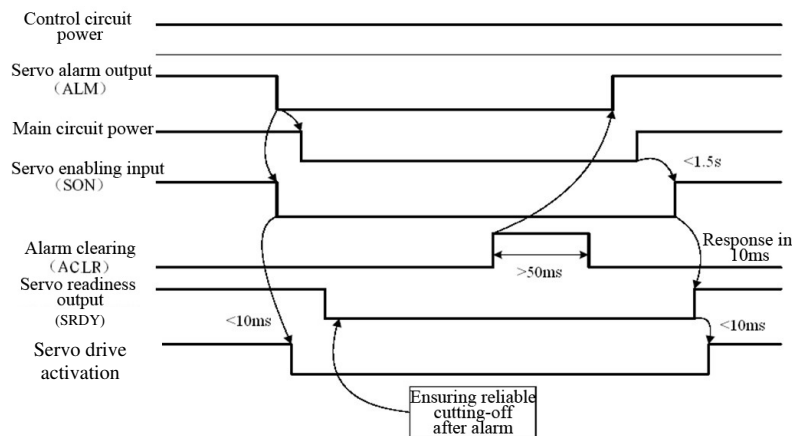 Control circuit
power
Servo alarm output
(ALM)
Main circuit power
<1.5s
Servo enabling input
(SON)
Alarm clearing
(ACLR)
>50ms
Response in
10ms
Servo readiness
output
(SRDY)
<10ms
<10ms
Servo drive
activation
Ensuring reliable
cutting-off
after alarm